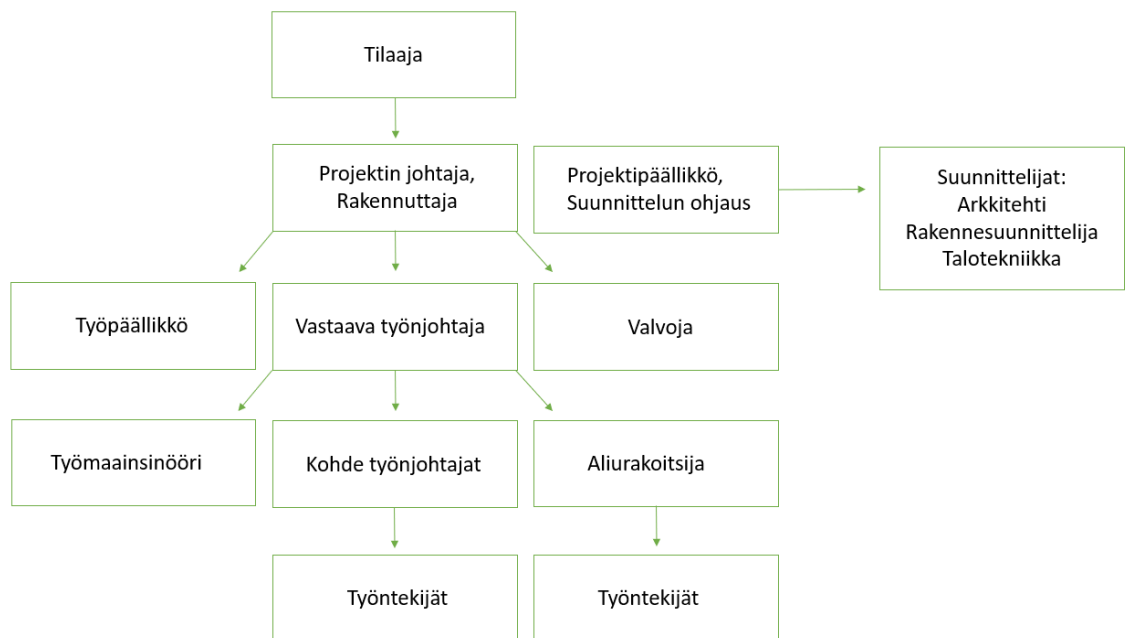 Tilaaja
Projektin johtaja,
Rakennuttaja
Projektipäällikkö,
Suunnittelun ohjaus
Suunnittelijat:
Arkkitehti
Rakennesuunnittelija
Talotekniikka
Työpäällikkö
Vastaava työnjohtaja
Valvoja
Työmaainsinööri
Kohde työnjohtajat
Aliurakoitsija
Työntekijät
Työntekijät